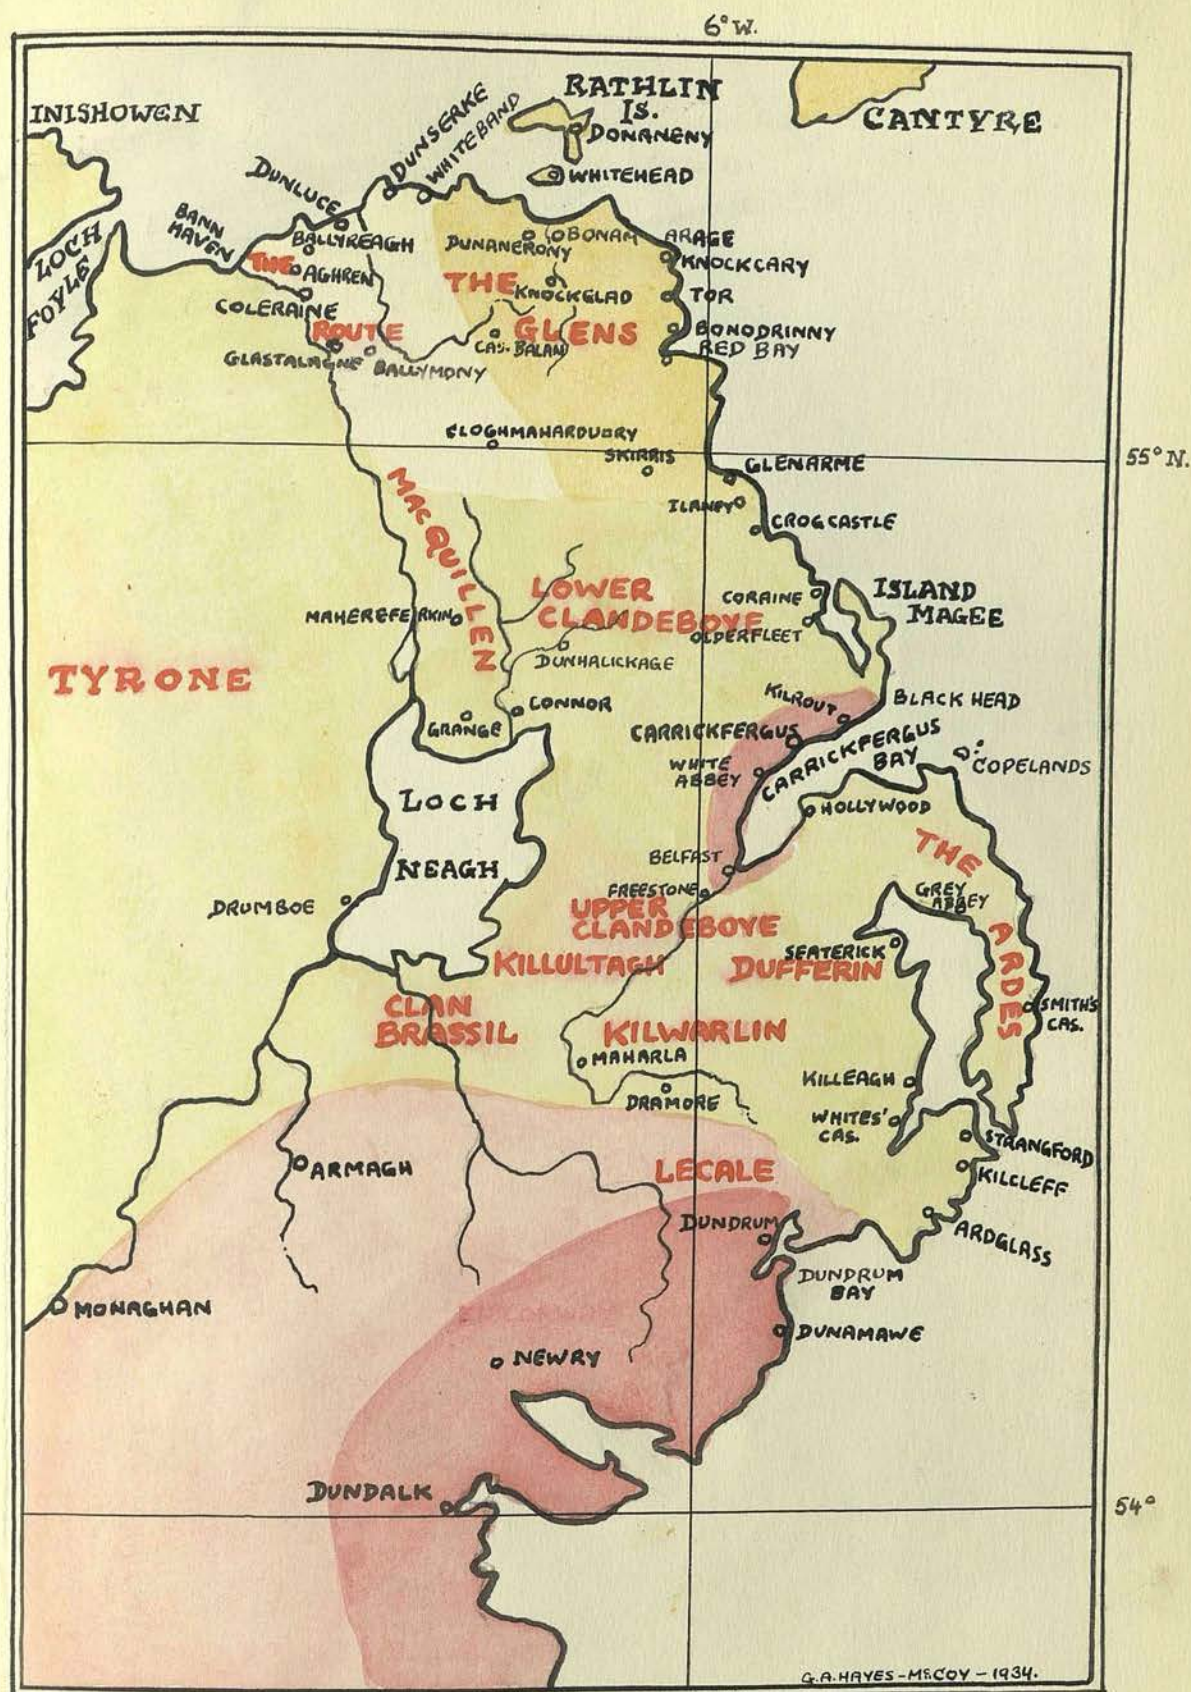 6° W.
INISHOWEN
RATHLIN
IS.
DONANENY
CANTYRE
DUNSERKE
WHITEBAND
WHITEHEAD
DUNLUCE
BANN
HAVEN
LOCH
FOYLE
BALLYREAGH
DUNANERONY
BONAM
ARAGE
KNOCKCARY
THE
AGHREN
THE
KNOCKGLAD
TOR
COLERAINE
ROUTE
GLENS
BONODRINNY
CAS. BALAN
RED BAY
GLASTALAGNE
BALLYMONY
CLOGHMAHARDUORY
SKIRRIS
55° N.
GLENARME
ILANPY
CROGCASTLE
MACQUILLEN
LOWER
CLANDEBOYE
CORAINE
ISLAND
MAGEE
MAHEREFERKIN
OLDERFLEET
DUNHALICKAGE
TYRONE
KILROUT
BLACK HEAD
CONNOR
GRANGE
CARRICKFERGUS
WHITE
ABBEY
CARRICKFERGUS
BAY
COPELANDS
LOCH
NEAGH
HOLLYWOOD
THE
ARDES
BELFAST
FREESTONE
GREY
ABBEY
DRUMBOE
UPPER
CLANDEBOYE
SEATERICK
KILLULTAGH
DUFFERIN
CLAN
BRASSIL
SMITH'S
CAS.
KILWARLIN
MAHARLA
KILLEAGH
DRAMORE
WHITES'
CAS.
STRANGFORD
ARMAGH
LECALE
KILCLEFF
DUNDRUM
ARDGLASS
DUNDRUM
BAY
MONAGHAN
DUNAMAWE
NEWRY
DUNDALK
54°
G.A. HAYES-McCOY – 1934.